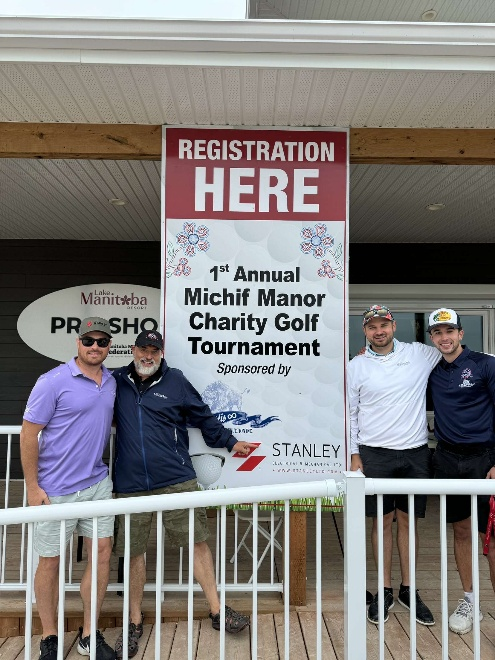 REGISTRATION
HERE
1st Annual
Michif Manor
Charity Golf
Tournament
Sponsored by
STANLEY
Lake
Manitoba
PRO SHO